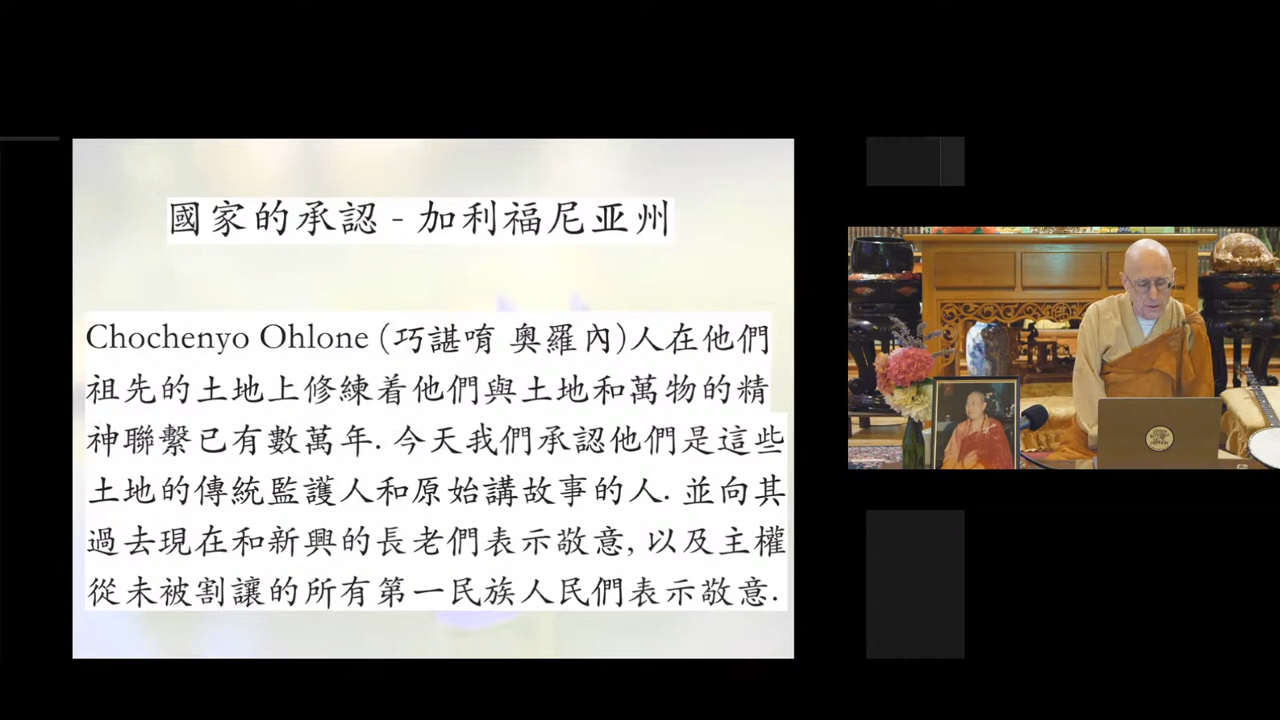 國家的承認 - 加利福尼亚州
Chochenyo Ohlone (巧諶唷 奧羅內)人在他們
祖先的土地上修練着他們與土地和萬物的精
神聯繫已有數萬年. 今天我們承認他們是這些
土地的傳統監護人和原始講故事的人. 並向其
過去現在和新興的長老們表示敬意, 以及主權
從未被割讓的所有第一民族人民們表示敬意.